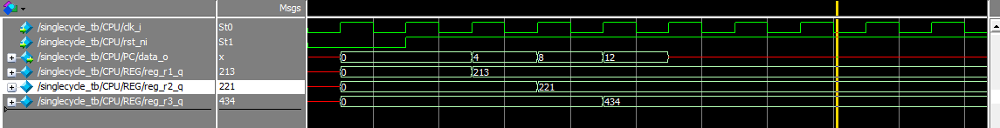 Msgs
/singlecycle_tb/CPU/clk_i St0
/singlecycle_tb/CPU/rst_ni St1
/singlecycle_tb/CPU/PC/data_o x 0 4 8 12
/singlecycle_tb/CPU/REG/reg_r1_q 213 0 213
/singlecycle_tb/CPU/REG/reg_r2_q 221 0 221
/singlecycle_tb/CPU/REG/reg_r3_q 434 0 434